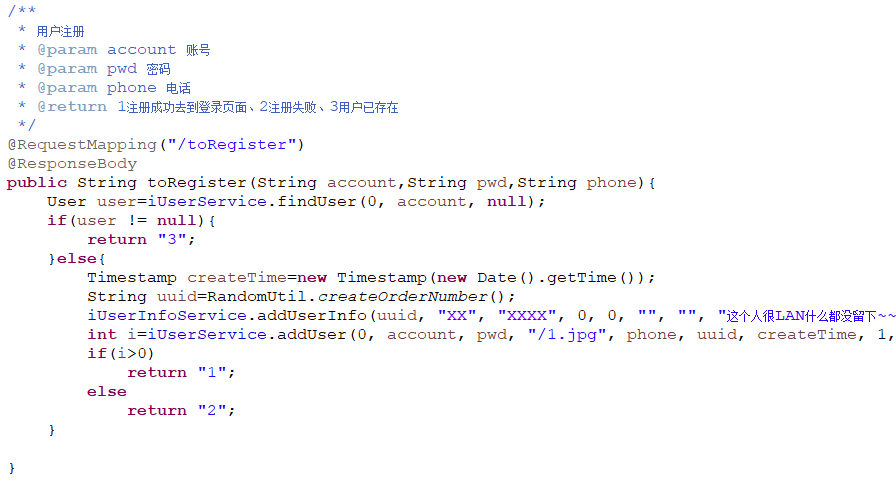 /**
 * 用户注册
 * @param account 账号
 * @param pwd 密码
 * @param phone 电话
 * @return 1注册成功去到登录页面、2注册失败、3用户已存在
 */
@RequestMapping("/toRegister")
@ResponseBody
public String toRegister(String account,String pwd,String phone){
    User user=iUserService.findUser(0, account, null);
    if(user != null){
        return "3";
    }else{
        Timestamp createTime=new Timestamp(new Date().getTime());
        String uuid=RandomUtil.createOrderNumber();
        iUserInfoService.addUserInfo(uuid, "XX", "XXXX", 0, 0, "", "", "这个人很LAN什么都没留下~~
        int i=iUserService.addUser(0, account, pwd, "/1.jpg", phone, uuid, createTime, 1,
        if(i>0)
            return "1";
        else
            return "2";
    }
}